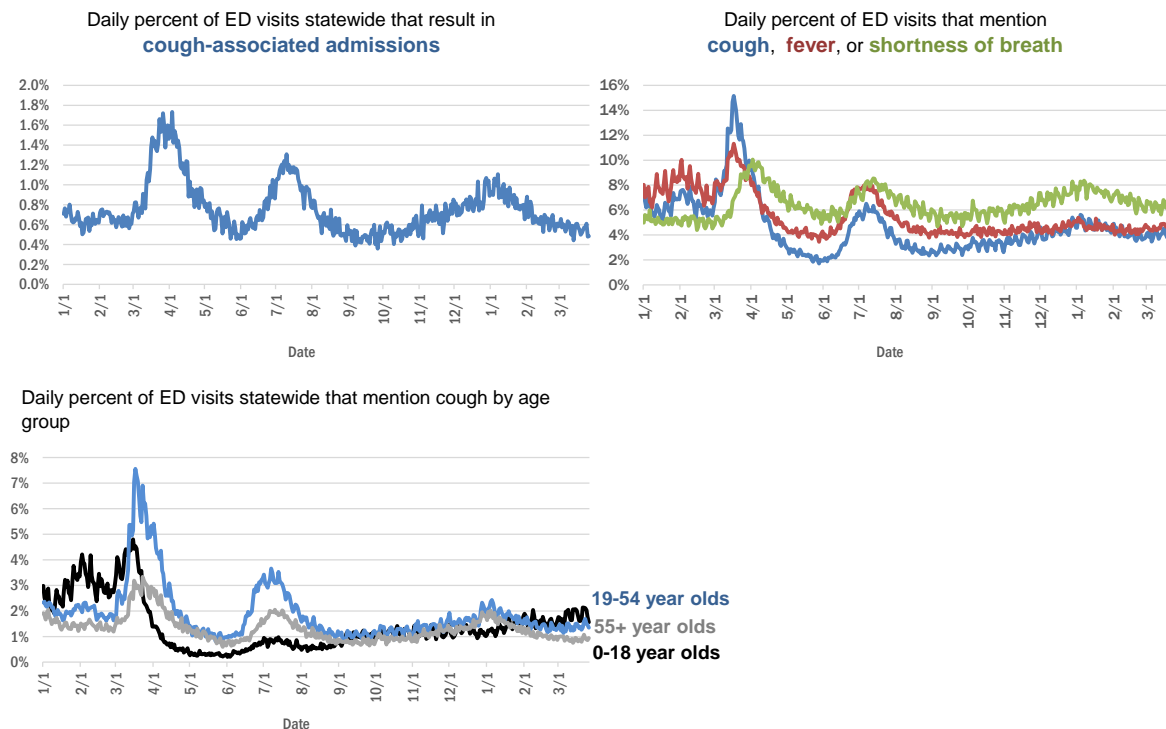 Daily percent of ED visits statewide that result in
cough-associated admissions
2.0%
1.8%
1.6%
1.4%
1.2%
1.0%
0.8%
0.6%
0.4%
0.2%
0.0%
1/1 2/1 3/1 4/1 5/1 6/1 7/1 8/1 9/1 10/1 11/1 12/1 1/1 2/1 3/1
Date
Daily percent of ED visits that mention
cough, fever, or shortness of breath
16%
14%
12%
10%
8%
6%
4%
2%
0%
1/1 2/1 3/1 4/1 5/1 6/1 7/1 8/1 9/1 10/1 11/1 12/1 1/1 2/1 3/1
Date
Daily percent of ED visits statewide that mention cough by age
group
8%
7%
6%
5%
4%
3%
2%
1%
0%
1/1 2/1 3/1 4/1 5/1 6/1 7/1 8/1 9/1 10/1 11/1 12/1 1/1 2/1 3/1
Date
19-54 year olds
55+ year olds
0-18 year olds